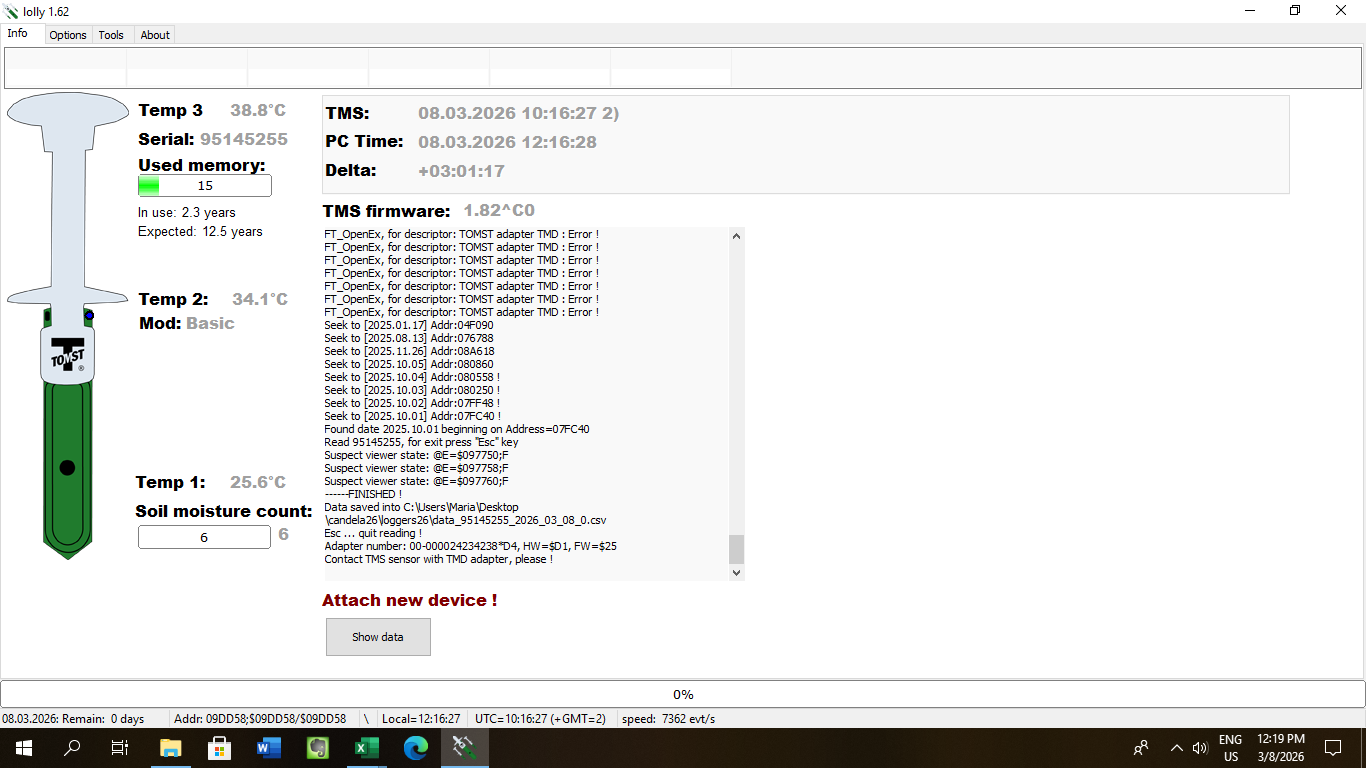 lolly 1.62
Info Options Tools About
Temp 3 38.8°C
Serial: 95145255
Used memory:
15
In use: 2.3 years
Expected: 12.5 years
Temp 2: 34.1°C
Mod: Basic
TOMST ®
Temp 1: 25.6°C
Soil moisture count:
6 6
TMS: 08.03.2026 10:16:27 2)
PC Time: 08.03.2026 12:16:28
Delta: +03:01:17
TMS firmware: 1.82^C0
FT_OpenEx, for descriptor: TOMST adapter TMD : Error !
FT_OpenEx, for descriptor: TOMST adapter TMD : Error !
FT_OpenEx, for descriptor: TOMST adapter TMD : Error !
FT_OpenEx, for descriptor: TOMST adapter TMD : Error !
FT_OpenEx, for descriptor: TOMST adapter TMD : Error !
FT_OpenEx, for descriptor: TOMST adapter TMD : Error !
FT_OpenEx, for descriptor: TOMST adapter TMD : Error !
Seek to [2025.01.17] Addr:04F090
Seek to [2025.08.13] Addr:076788
Seek to [2025.11.26] Addr:08A618
Seek to [2025.10.05] Addr:080860
Seek to [2025.10.04] Addr:080558 !
Seek to [2025.10.03] Addr:080250 !
Seek to [2025.10.02] Addr:07FF48 !
Seek to [2025.10.01] Addr:07FC40 !
Found date 2025.10.01 beginning on Address=07FC40
Read 95145255, for exit press "Esc" key
Suspect viewer state: @E=$097750;F
Suspect viewer state: @E=$097758;F
Suspect viewer state: @E=$097760;F
------FINISHED !
Data saved into C:\Users\Maria\Desktop
\candela26\loggers26\data_95145255_2026_03_08_0.csv
Esc ... quit reading !
Adapter number: 00-000024234238*D4, HW=$D1, FW=$25
Contact TMS sensor with TMD adapter, please !
Attach new device !
Show data
0%
08.03.2026: Remain: 0 days Addr: 09DD58;$09DD58/$09DD58 \ Local=12:16:27 UTC=10:16:27 (+GMT=2) speed: 7362 evt/s
ENG 12:19 PM
US 3/8/2026